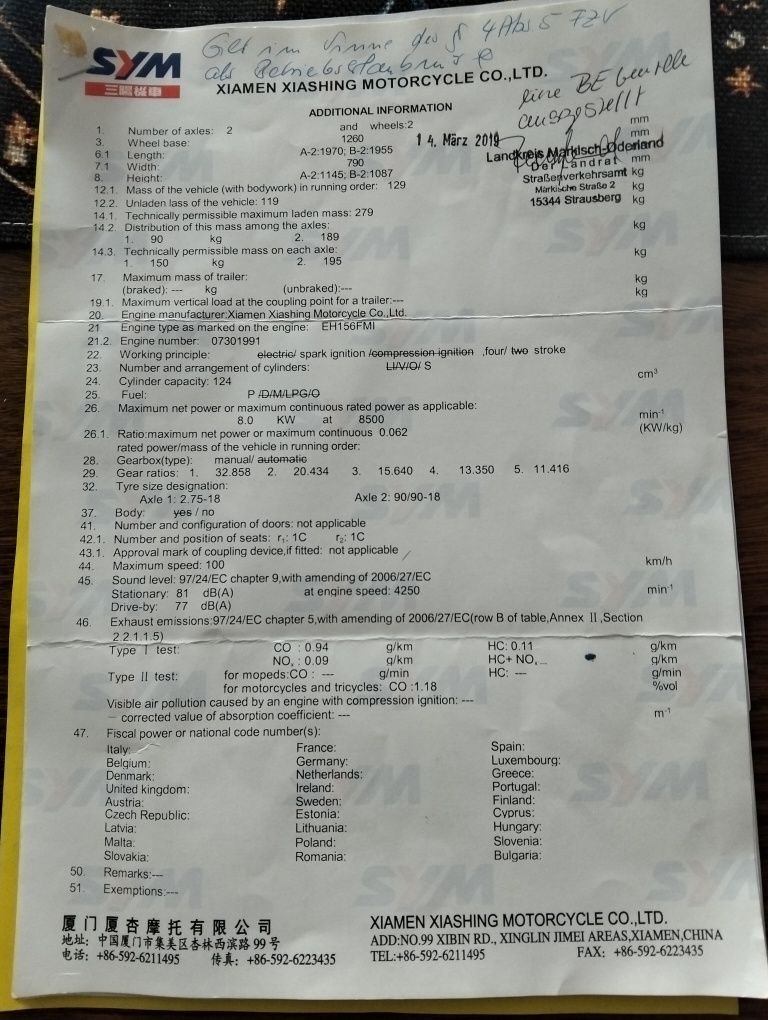 Gilt im Sinne des § 4 Abs 5 FZV
als Betriebserlaubnis
SYM
三陽機車
XIAMEN XIASHING MOTORCYCLE CO.,LTD.
eine BE wurde
ausgestellt
ADDITIONAL INFORMATION
14. März 2019
Landkreis Märkisch-Oderland
Der Landrat
Straßenverkehrsamt
Märkische Straße 2
15344 Strausberg
1. Number of axles: 2 and wheels:2 mm
3. Wheel base: 1260 mm
6.1 Length: A-2:1970; B-2:1955 mm
7.1 Width: 790 mm
8. Height: A-2:1145; B-2:1087 kg
12.1. Mass of the vehicle (with bodywork) in running order: 129 kg
12.2. Unladen lass of the vehicle: 119 kg
14.1. Technically permissible maximum laden mass: 279
14.2. Distribution of this mass among the axles: kg
1. 90 kg 2. 189
14.3. Technically permissible mass on each axle: kg
1. 150 kg 2. 195
17. Maximum mass of trailer: kg
(braked): --- kg (unbraked):--- kg
19.1. Maximum vertical load at the coupling point for a trailer:---
20. Engine manufacturer:Xiamen Xiashing Motorcycle Co.,Ltd.
21. Engine type as marked on the engine: EH156FMI
21.2. Engine number: 07301991
22. Working principle: electric/ spark ignition /compression ignition ,four/ two stroke
23. Number and arrangement of cylinders: LI/V/O/ S
24. Cylinder capacity: 124 cm³
25. Fuel: P /D/M/LPG/O
26. Maximum net power or maximum continuous rated power as applicable:
8.0 KW at 8500 min-1
26.1. Ratio:maximum net power or maximum continuous 0.062 (KW/kg)
rated power/mass of the vehicle in running order:
28. Gearbox(type): manual/ automatic
29. Gear ratios: 1. 32.858 2. 20.434 3. 15.640 4. 13.350 5. 11.416
32. Tyre size designation:
Axle 1: 2.75-18 Axle 2: 90/90-18
37. Body: yes / no
41. Number and configuration of doors: not applicable
42.1. Number and position of seats: r₁: 1C r₂: 1C
43.1. Approval mark of coupling device,if fitted: not applicable
44. Maximum speed: 100 km/h
45. Sound level: 97/24/EC chapter 9,with amending of 2006/27/EC
Stationary: 81 dB(A) at engine speed: 4250 min-1
Drive-by: 77 dB(A)
46. Exhaust emissions:97/24/EC chapter 5,with amending of 2006/27/EC(row B of table,Annex Ⅱ,Section
2.2.1.1.5)
Type Ⅰ test: CO : 0.94 g/km HC: 0.11 g/km
NOₓ : 0.09 g/km HC+ NOₓ g/km
Type Ⅱ test: for mopeds:CO : --- g/min HC: --- g/min
for motorcycles and tricycles: CO :1.18 %vol
Visible air pollution caused by an engine with compression ignition: ---
— corrected value of absorption coefficient: --- m-1
47. Fiscal power or national code number(s):
Italy: France: Spain:
Belgium: Germany: Luxembourg:
Denmark: Netherlands: Greece:
United kingdom: Ireland: Portugal:
Austria: Sweden: Finland:
Czech Republic: Estonia: Cyprus:
Latvia: Lithuania: Hungary:
Malta: Poland: Slovenia:
Slovakia: Romania: Bulgaria:
50. Remarks:---
51. Exemptions:---
厦门厦杏摩托有限公司 XIAMEN XIASHING MOTORCYCLE CO.,LTD.
地址: 中国厦门市集美区杏林西滨路99号 ADD:NO.99 XIBIN RD., XINGLIN JIMEI AREAS,XIAMEN,CHINA
电话: +86-592-6211495 传真: +86-592-6223435 TEL:+86-592-6211495 FAX: +86-592-6223435